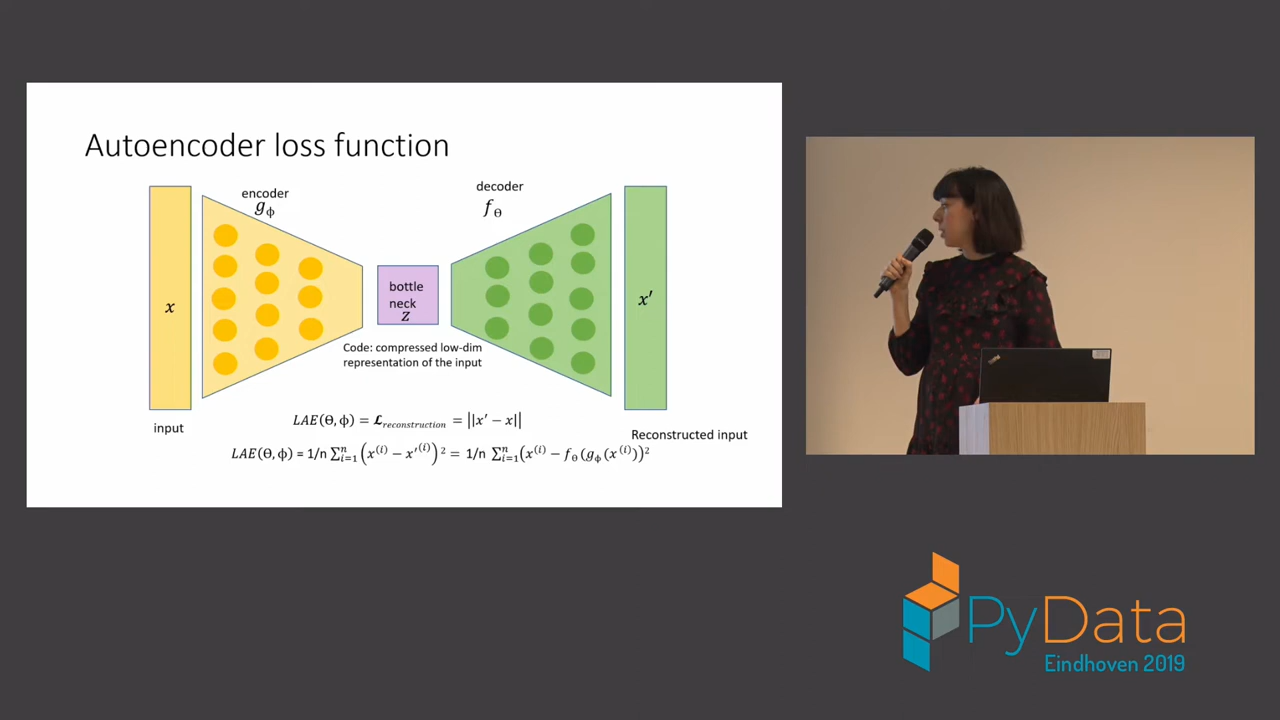 Autoencoder loss function
encoder
g_ϕ
decoder
f_Θ
x
bottle
neck
z
x′
Code: compressed low-dim
representation of the input
input
LAE(Θ,ϕ) = 𝓛_reconstruction = ||x′ − x||
Reconstructed input
LAE(Θ,ϕ) = 1/n ∑_{i=1}^{n} (x^{(i)} − x′^{(i)})² = 1/n ∑_{i=1}^{n} (x^{(i)} − f_Θ(g_ϕ(x^{(i)}))²
PyData
Eindhoven 2019